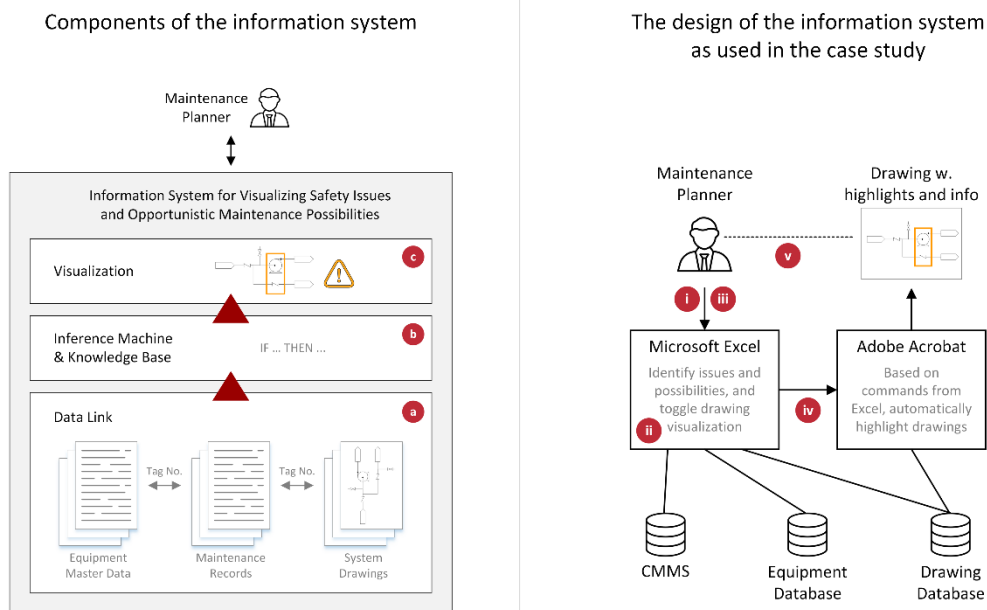 Components of the information system
Maintenance
Planner
Information System for Visualizing Safety Issues
and Opportunistic Maintenance Possibilities
Visualization
c
Inference Machine
& Knowledge Base
IF ... THEN ...
b
Data Link
a
Tag No.
Tag No.
Equipment
Master Data
Maintenance
Records
System
Drawings
The design of the information system
as used in the case study
Maintenance
Planner
Drawing w.
highlights and info
v
i
iii
Microsoft Excel
Identify issues and
possibilities, and
toggle drawing
visualization
ii
iv
Adobe Acrobat
Based on
commands from
Excel, automatically
highlight drawings
CMMS
Equipment
Database
Drawing
Database